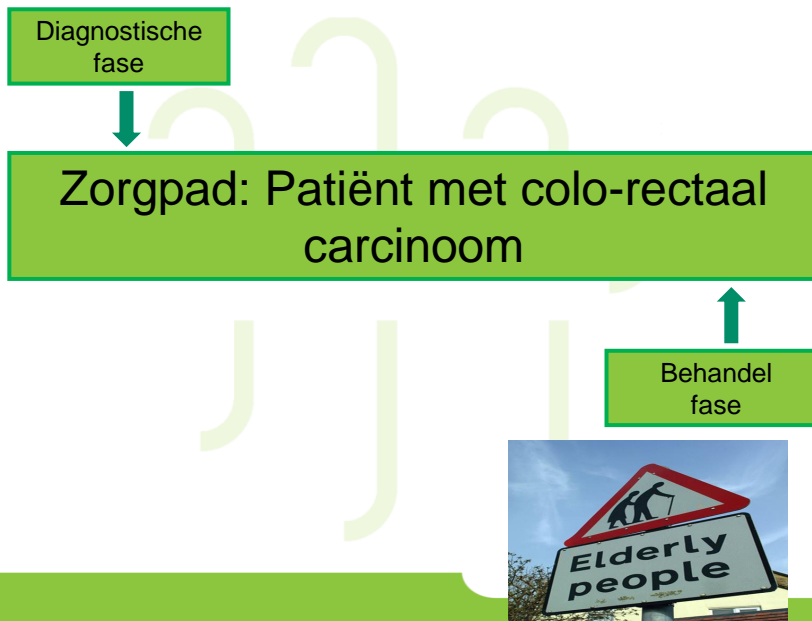 Diagnostische
fase
Zorgpad: Patiënt met colo-rectaal
carcinoom
Behandel
fase
Elderly
people